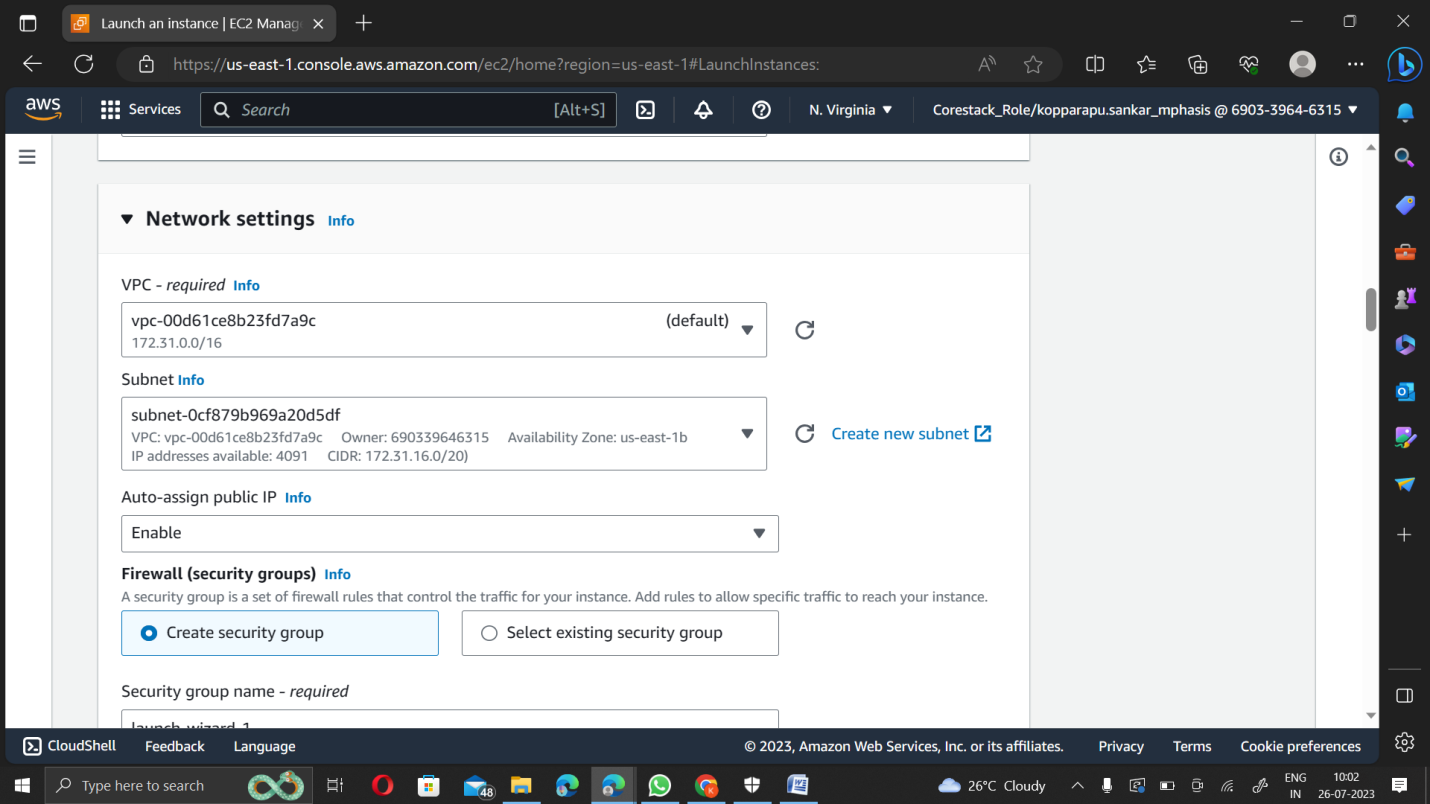 Launch an instance | EC2 Manag
https://us-east-1.console.aws.amazon.com/ec2/home?region=us-east-1#LaunchInstances:
aws Services Search [Alt+S] N. Virginia Corestack_Role/kopparapu.sankar_mphasis @ 6903-3964-6315
Network settings Info
VPC - required Info
vpc-00d61ce8b23fd7a9c (default)
172.31.0.0/16
Subnet Info
subnet-0cf879b969a20d5df
VPC: vpc-00d61ce8b23fd7a9c Owner: 690339646315 Availability Zone: us-east-1b
IP addresses available: 4091 CIDR: 172.31.16.0/20)
Create new subnet
Auto-assign public IP Info
Enable
Firewall (security groups) Info
A security group is a set of firewall rules that control the traffic for your instance. Add rules to allow specific traffic to reach your instance.
Create security group Select existing security group
Security group name - required
launch-wizard-1
CloudShell Feedback Language © 2023, Amazon Web Services, Inc. or its affiliates. Privacy Terms Cookie preferences
Type here to search 48 26°C Cloudy ENG 10:02
IN 26-07-2023